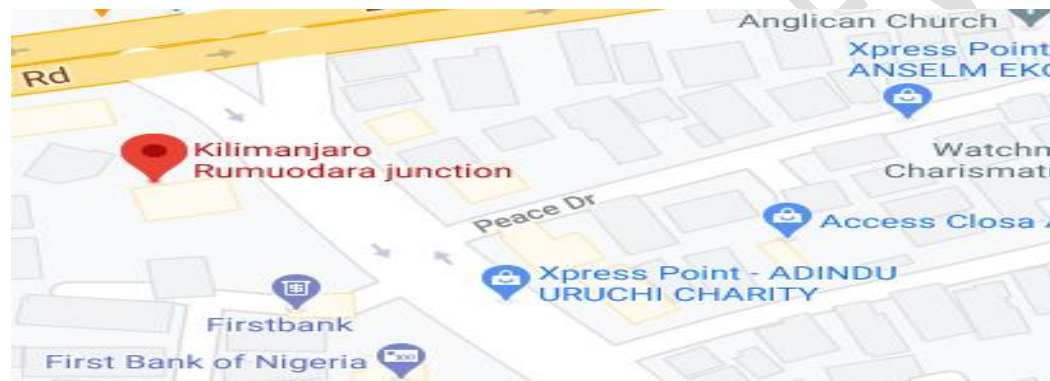 Anglican Church
Rd
Xpress Point
ANSELM EKO
Kilimanjaro
Rumuodara junction
Watchm
Charismati
Peace Dr
Access Closa A
Xpress Point - ADINDU
URUCHI CHARITY
Firstbank
First Bank of Nigeria